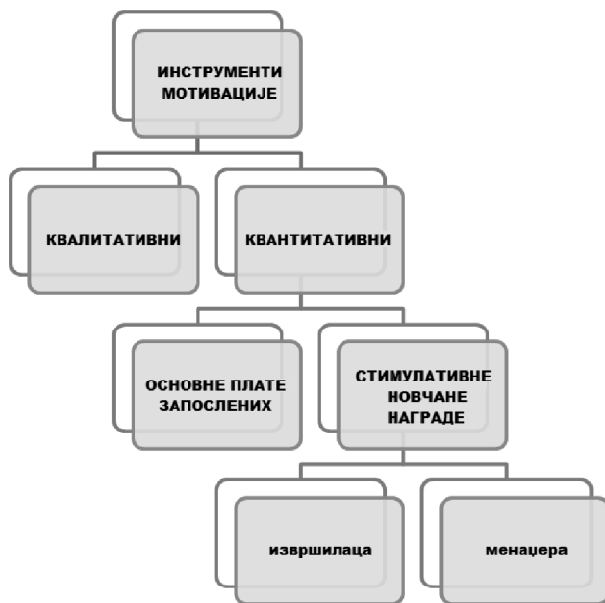 ИНСТРУМЕНТИ
МОТИВАЦИЈЕ
КВАЛИТАТИВНИ
КВАНТИТАТИВНИ
ОСНОВНЕ ПЛАТЕ
ЗАПОСЛЕНИХ
СТИМУЛАТИВНЕ
НОВЧАНЕ
НАГРАДЕ
извршилаца
менаџера